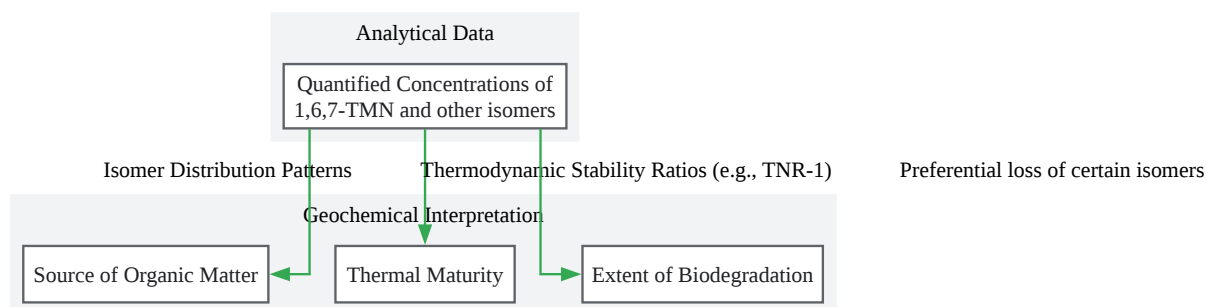 Analytical Data
Quantified Concentrations of
1,6,7-TMN and other isomers
Isomer Distribution Patterns
Thermodynamic Stability Ratios (e.g., TNR-1)
Preferential loss of certain isomers
Geochemical Interpretation
Source of Organic Matter
Thermal Maturity
Extent of Biodegradation